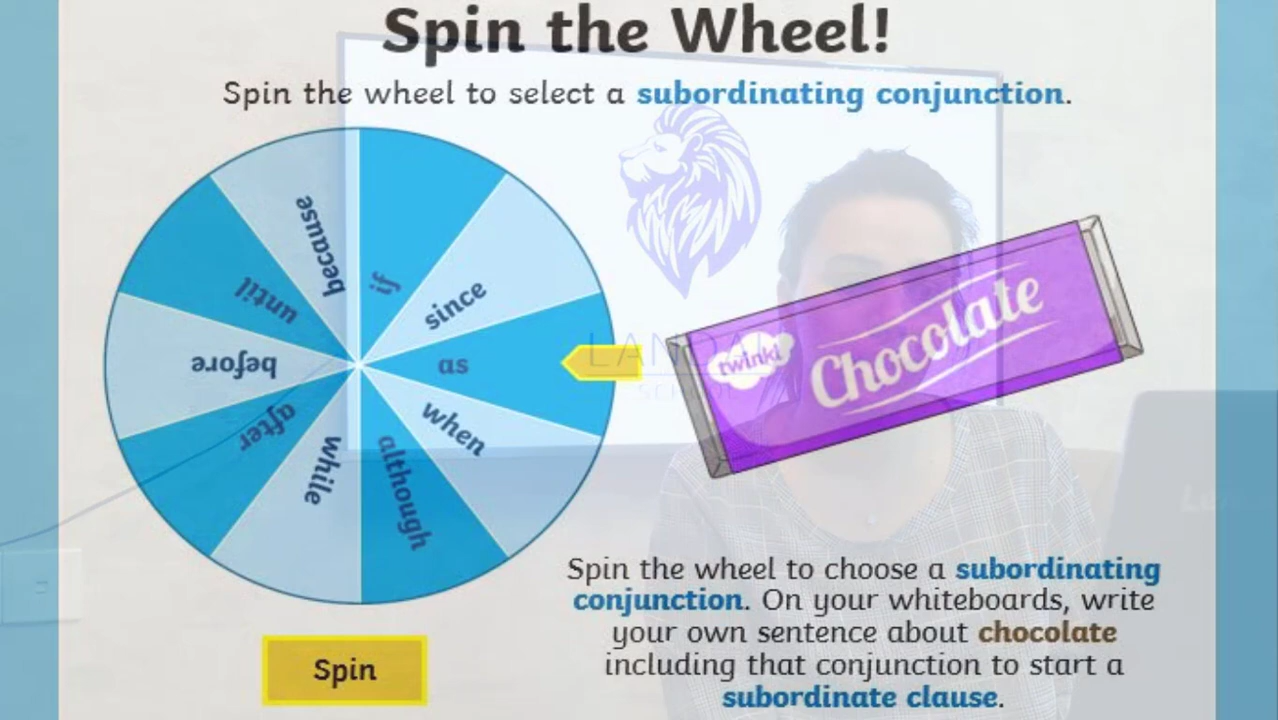 Spin the Wheel!
Spin the wheel to select a subordinating conjunction.
because
if
since
until
as
before
when
after
while
although
twinkl
Chocolate
SCHOOL
Spin the wheel to choose a subordinating
conjunction. On your whiteboards, write
your own sentence about chocolate
including that conjunction to start a
subordinate clause.
Spin